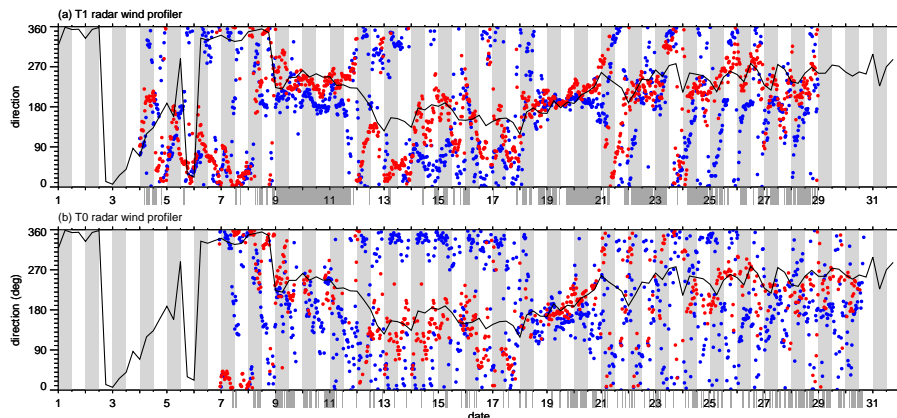 (a) T1 radar wind profiler
360
270
180
90
0
direction
1 3 5 7 9 11 13 15 17 19 21 23 25 27 29 31
(b) T0 radar wind profiler
360
270
180
90
0
direction (deg)
1 3 5 7 9 11 13 15 17 19 21 23 25 27 29 31
date